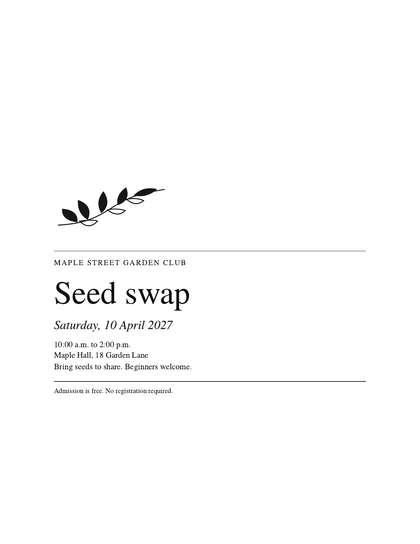 MAPLE STREET GARDEN CLUB
Seed swap
Saturday, 10 April 2027
10:00 a.m. to 2:00 p.m.
Maple Hall, 18 Garden Lane
Bring seeds to share. Beginners welcome.
Admission is free. No registration required.